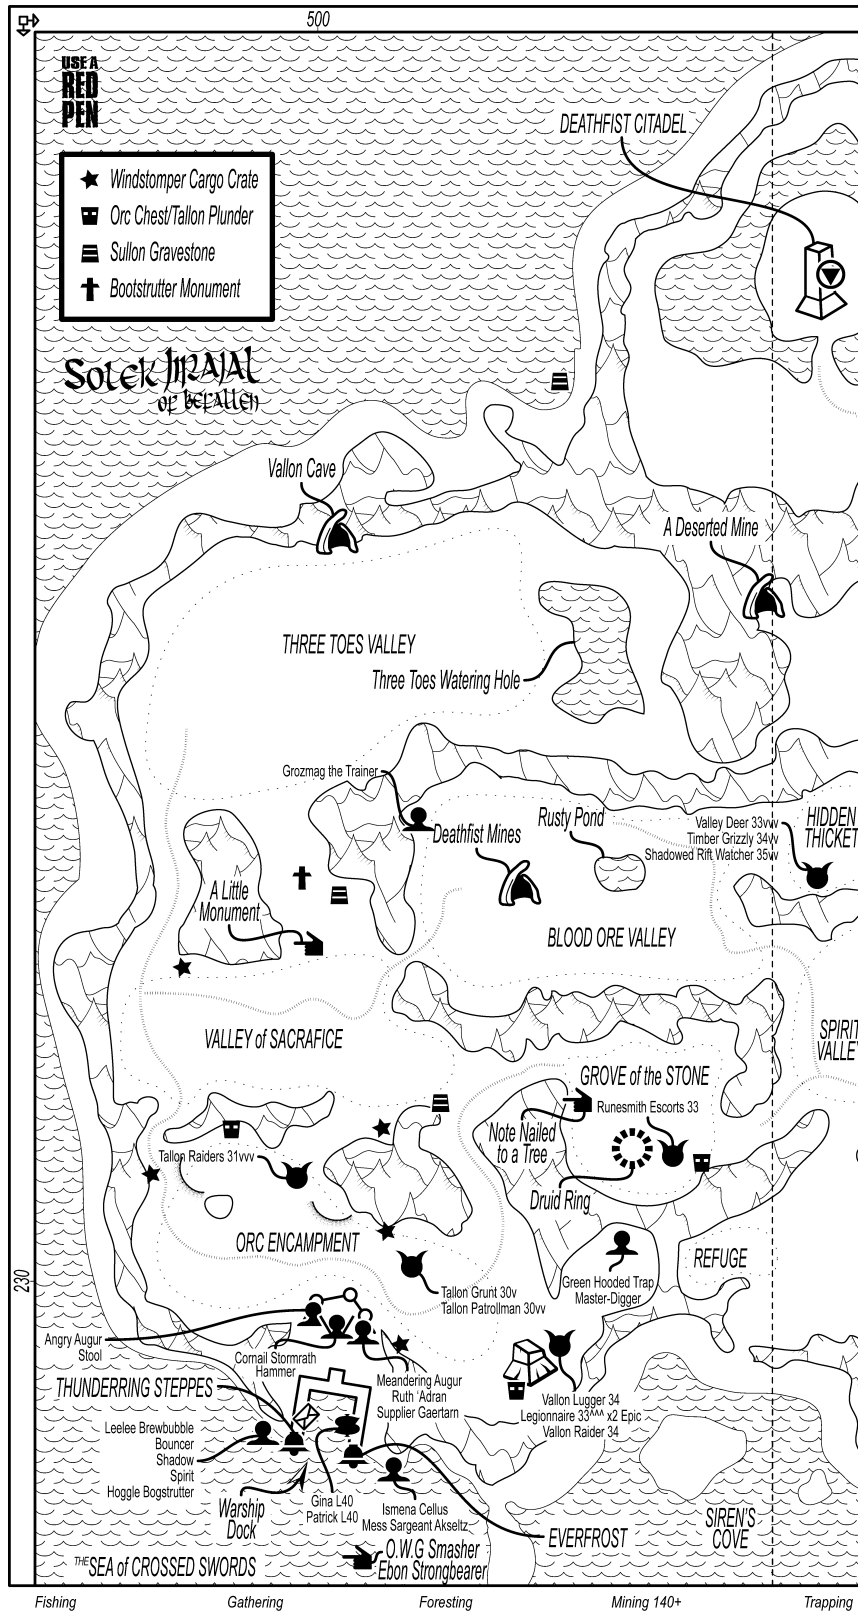 500
USE A
RED
PEN
DEATHFIST CITADEL
Windstomper Cargo Crate
Orc Chest/Tallon Plunder
Sullon Gravestone
Bootstrutter Monument
SOLEK JIRAJAL
OF BEFALLEN
Vallon Cave
A Deserted Mine
THREE TOES VALLEY
Three Toes Watering Hole
Grozmag the Trainer
Deathfist Mines
Rusty Pond
Valley Deer 33vvv
Timber Grizzly 34vv
Shadowed Rift Watcher 35vv
HIDDEN
THICKET
A Little
Monument
BLOOD ORE VALLEY
VALLEY of SACRAFICE
SPIRIT
VALLEY
GROVE of the STONE
Runesmith Escorts 33
Note Nailed
to a Tree
Tallon Raiders 31vvv
Druid Ring
ORC ENCAMPMENT
REFUGE
230
Green Hooded Trap
Master-Digger
Tallon Grunt 30v
Tallon Patrollman 30vv
Angry Augur
Stool
Cornail Stormrath
Hammer
Meandering Augur
Ruth 'Adran
Supplier Gaertarn
THUNDERRING STEPPES
Vallon Lugger 34
Legionnaire 33^^^ x2 Epic
Vallon Raider 34
Leelee Brewbubble
Bouncer
Shadow
Spirit
Hoggle Bogstrutter
Warship
Dock
Gina L40
Patrick L40
Ismena Cellus
Mess Sargeant Akseltz
EVERFROST
SIREN'S
COVE
O.W.G Smasher
Ebon Strongbearer
THE SEA of CROSSED SWORDS
Fishing Gathering Foresting Mining 140+ Trapping